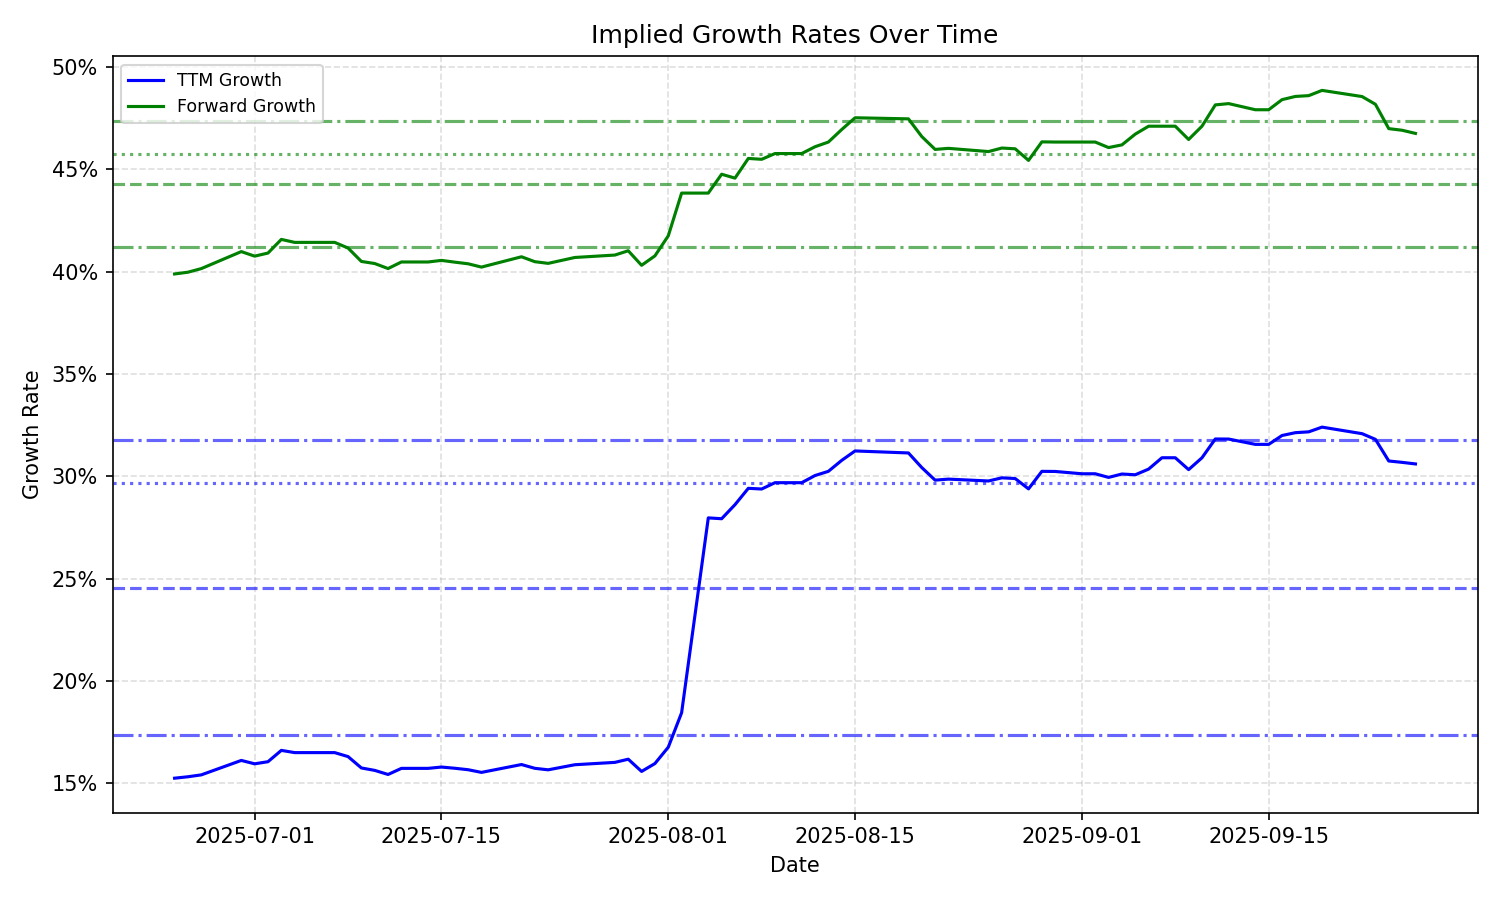 Implied Growth Rates Over Time
TTM Growth
Forward Growth
50%
45%
40%
35%
30%
25%
20%
15%
Growth Rate
2025-07-01
2025-07-15
2025-08-01
2025-08-15
2025-09-01
2025-09-15
Date